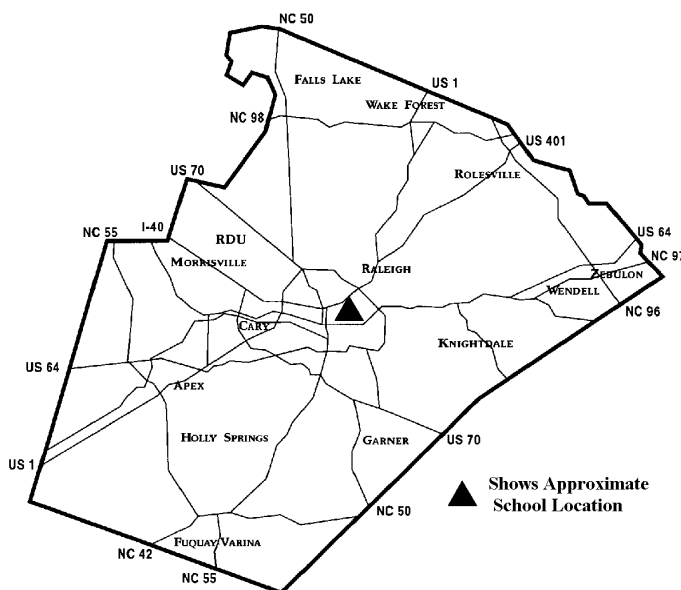 NC 50
FALLS LAKE
US 1
WAKE FOREST
NC 98
US 401
US 70
ROLESVILLE
NC 55
I-40
RDU
US 64
MORRISVILLE
RALEIGH
NC 97
ZEBULON
WENDELL
NC 96
CARY
KNIGHTDALE
US 64
APEX
HOLLY SPRINGS
GARNER
US 70
US 1
Shows Approximate
School Location
NC 50
FUQUAY-VARINA
NC 42
NC 55